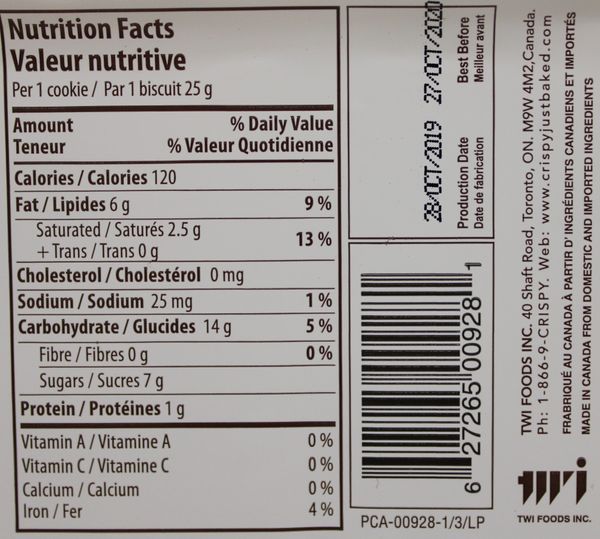 Nutrition Facts
Valeur nutritive
Per 1 cookie / Par 1 biscuit 25 g
Amount % Daily Value
Teneur % Valeur Quotidienne
Calories / Calories 120
Fat / Lipides 6 g 9 %
Saturated / Saturés 2.5 g
+ Trans / Trans 0 g 13 %
Cholesterol / Cholestérol 0 mg
Sodium / Sodium 25 mg 1 %
Carbohydrate / Glucides 14 g 5 %
Fibre / Fibres 0 g 0 %
Sugars / Sucres 7 g
Protein / Protéines 1 g
Vitamin A / Vitamine A 0 %
Vitamin C / Vitamine C 0 %
Calcium / Calcium 0 %
Iron / Fer 4 %
28/OCT/2019 27/OCT/2020
Production Date Best Before
Date de fabrication Meilleur avant
6 27265 00928 1
PCA-00928-1/3/LP
TWI FOODS INC. 40 Shaft Road, Toronto, ON. M9W 4M2, Canada.
Ph: 1-866-9-CRISPY. Web: www.crispyjustbaked.com
FRABRIQUÉ AU CANADA À PARTIR D' INGRÉDIENTS CANADIENS ET IMPORTÉS
MADE IN CANADA FROM DOMESTIC AND IMPORTED INGREDIENTS
twi
TWI FOODS INC.